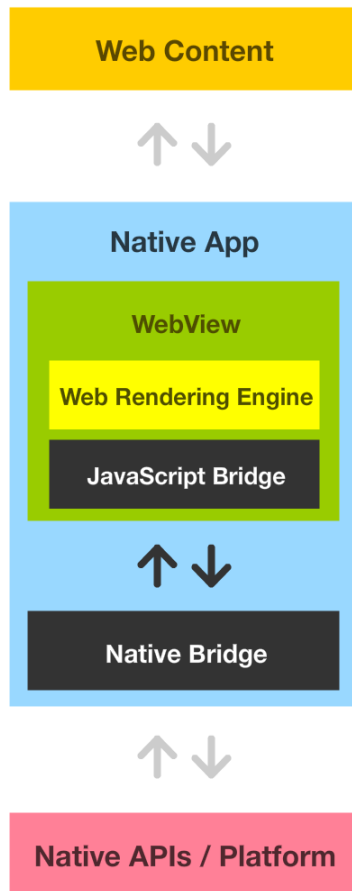 Web Content
Native App
WebView
Web Rendering Engine
JavaScript Bridge
Native Bridge
Native APIs / Platform